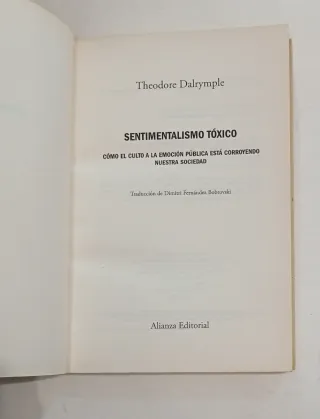 Theodore Dalrymple
SENTIMENTALISMO TÓXICO
CÓMO EL CULTO A LA EMOCIÓN PÚBLICA ESTÁ CORROYENDO
NUESTRA SOCIEDAD
Traducción de Dimitri Fernández Bobrovski
Alianza Editorial